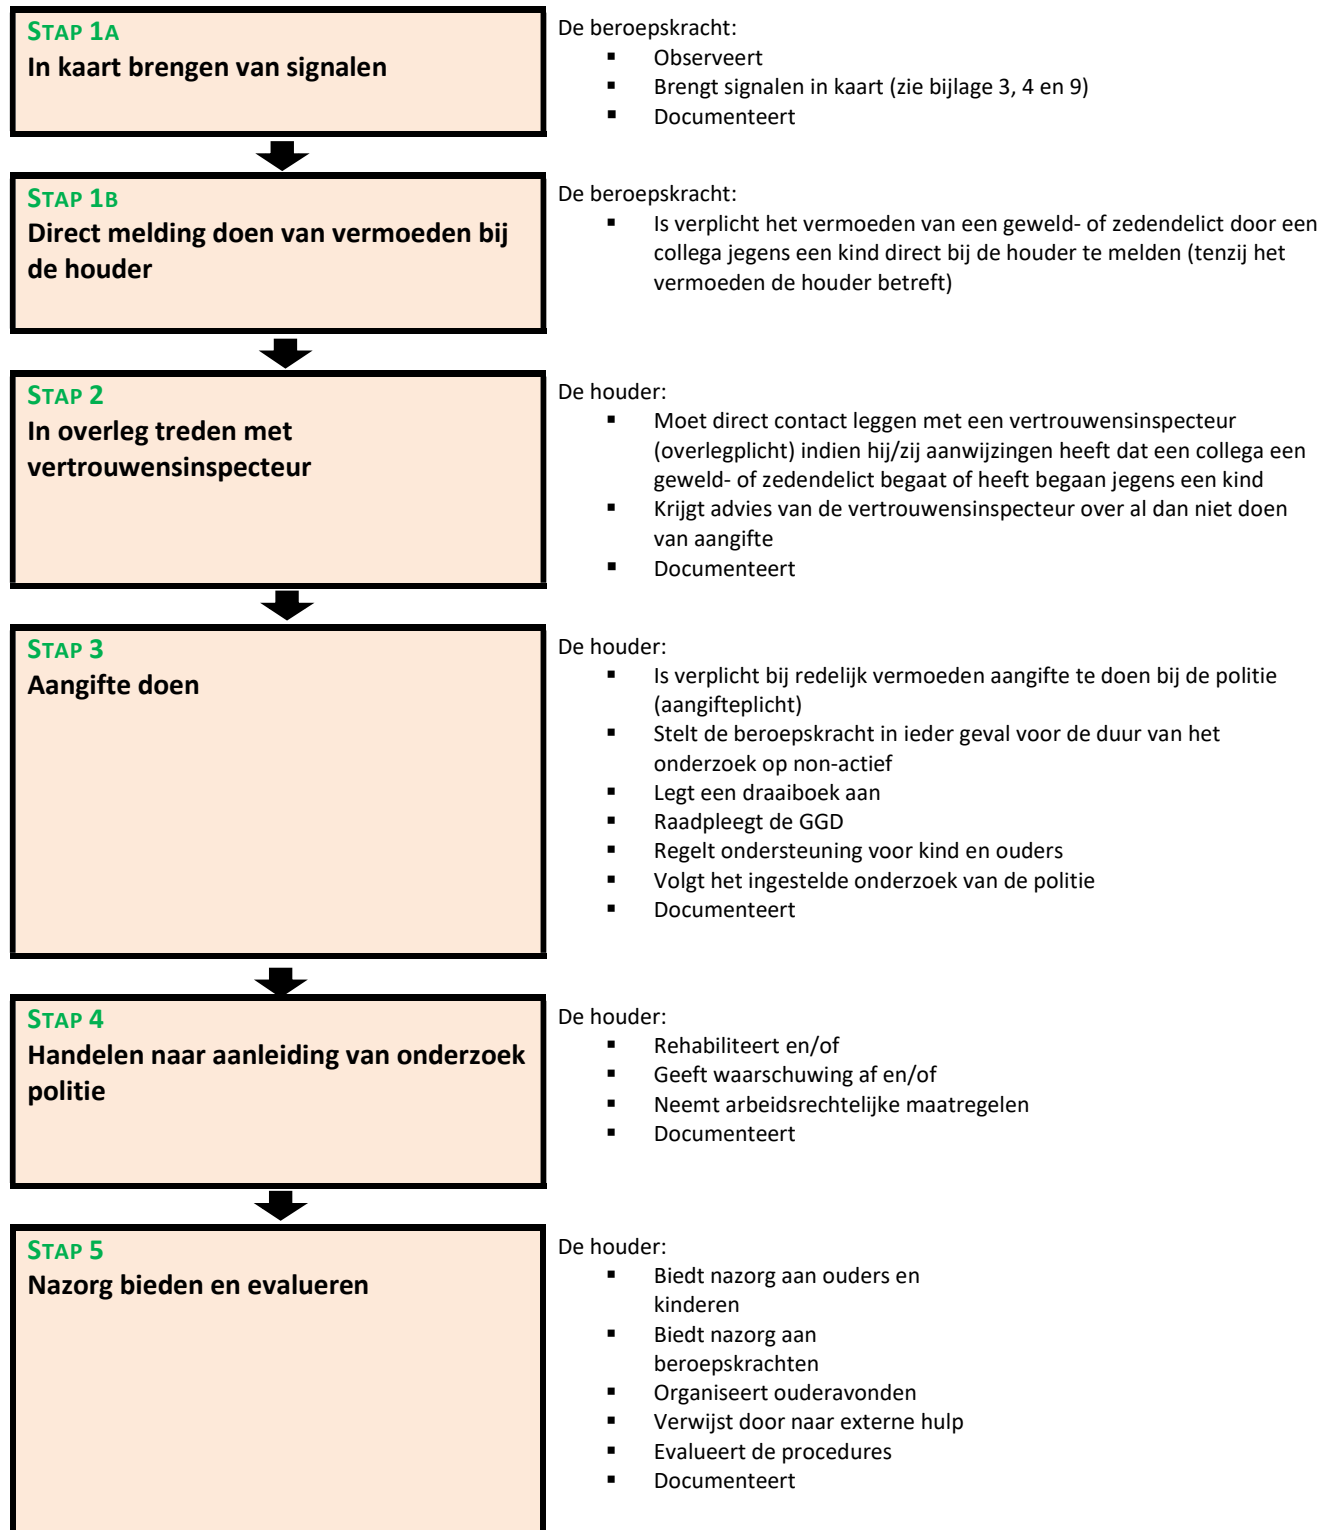 STAP 1A
In kaart brengen van signalen
De beroepskracht:
▪ Observeert
▪ Brengt signalen in kaart (zie bijlage 3, 4 en 9)
▪ Documenteert
STAP 1B
Direct melding doen van vermoeden bij
de houder
De beroepskracht:
▪ Is verplicht het vermoeden van een geweld- of zedendelict door een
collega jegens een kind direct bij de houder te melden (tenzij het
vermoeden de houder betreft)
STAP 2
In overleg treden met
vertrouwensinspecteur
De houder:
▪ Moet direct contact leggen met een vertrouwensinspecteur
(overlegplicht) indien hij/zij aanwijzingen heeft dat een collega een
geweld- of zedendelict begaat of heeft begaan jegens een kind
▪ Krijgt advies van de vertrouwensinspecteur over al dan niet doen
van aangifte
▪ Documenteert
STAP 3
Aangifte doen
De houder:
▪ Is verplicht bij redelijk vermoeden aangifte te doen bij de politie
(aangifteplicht)
▪ Stelt de beroepskracht in ieder geval voor de duur van het
onderzoek op non-actief
▪ Legt een draaiboek aan
▪ Raadpleegt de GGD
▪ Regelt ondersteuning voor kind en ouders
▪ Volgt het ingestelde onderzoek van de politie
▪ Documenteert
STAP 4
Handelen naar aanleiding van onderzoek
politie
De houder:
▪ Rehabiliteert en/of
▪ Geeft waarschuwing af en/of
▪ Neemt arbeidsrechtelijke maatregelen
▪ Documenteert
STAP 5
Nazorg bieden en evalueren
De houder:
▪ Biedt nazorg aan ouders en
kinderen
▪ Biedt nazorg aan
beroepskrachten
▪ Organiseert ouderavonden
▪ Verwijst door naar externe hulp
▪ Evalueert de procedures
▪ Documenteert